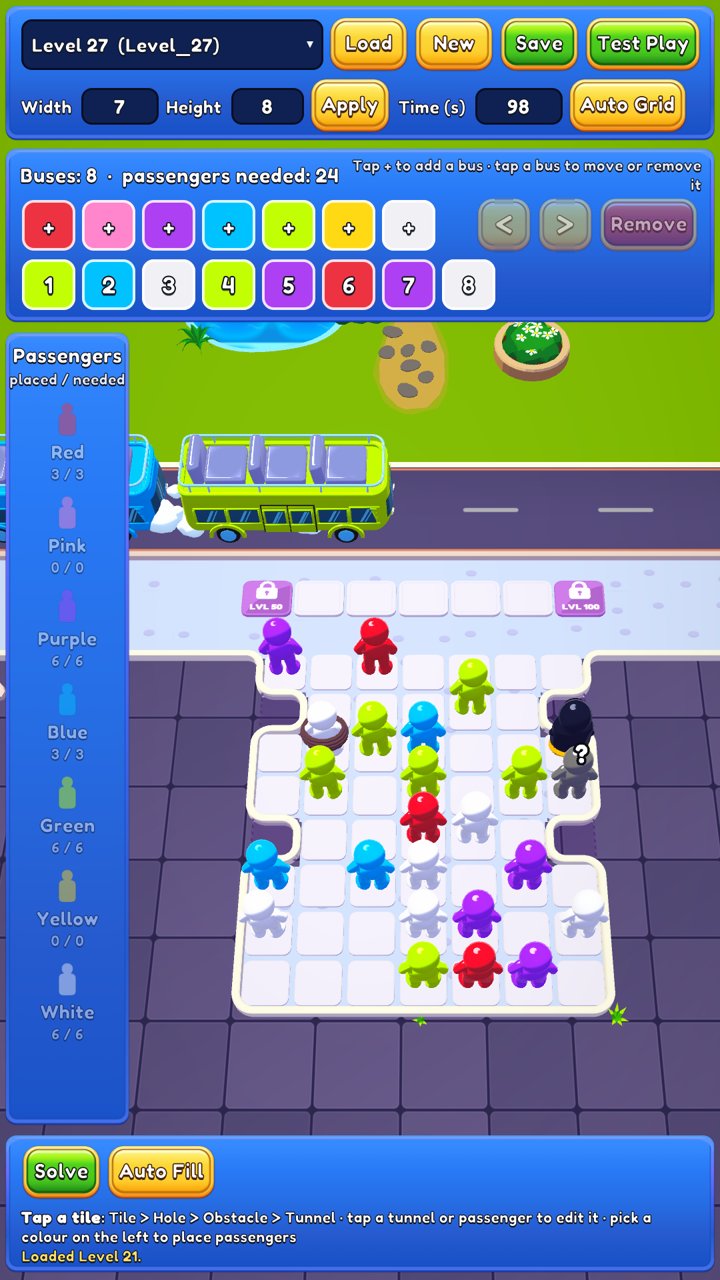 Level 27 (Level_27)
Load
New
Save
Test Play
Width
7
Height
8
Apply
Time (s)
98
Auto Grid
Buses: 8 · passengers needed: 24
Tap + to add a bus · tap a bus to move or remove
it
+ + + + + + +
< > Remove
1 2 3 4 5 6 7 8
Passengers
placed / needed
Red
3 / 3
Pink
0 / 0
Purple
6 / 6
Blue
3 / 3
Green
6 / 6
Yellow
0 / 0
White
6 / 6
LVL 50
LVL 100
?
Solve
Auto Fill
Tap a tile: Tile > Hole > Obstacle > Tunnel · tap a tunnel or passenger to edit it · pick a
colour on the left to place passengers
Loaded Level 21.